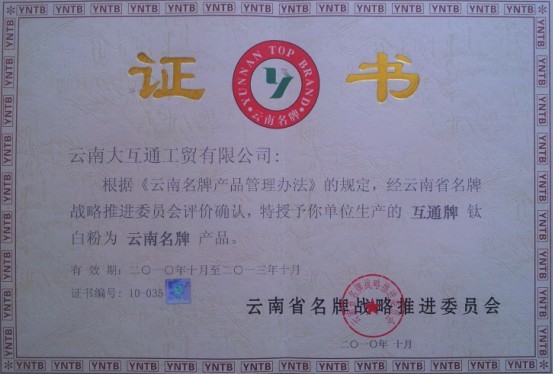 证 书
YUNNAN TOP BRAND
云南名牌
云南大互通工贸有限公司:
根据《云南名牌产品管理办法》的规定，经云南省名牌
战略推进委员会评价确认，特授予你单位生产的 互通牌 钛
白粉为 云南名牌 产品。
有 效 期: 二〇一〇年十月至二〇一三年十月
证书编号: 10-035
云南省名牌战略推进委员会
二〇一〇年 十月
YNTB